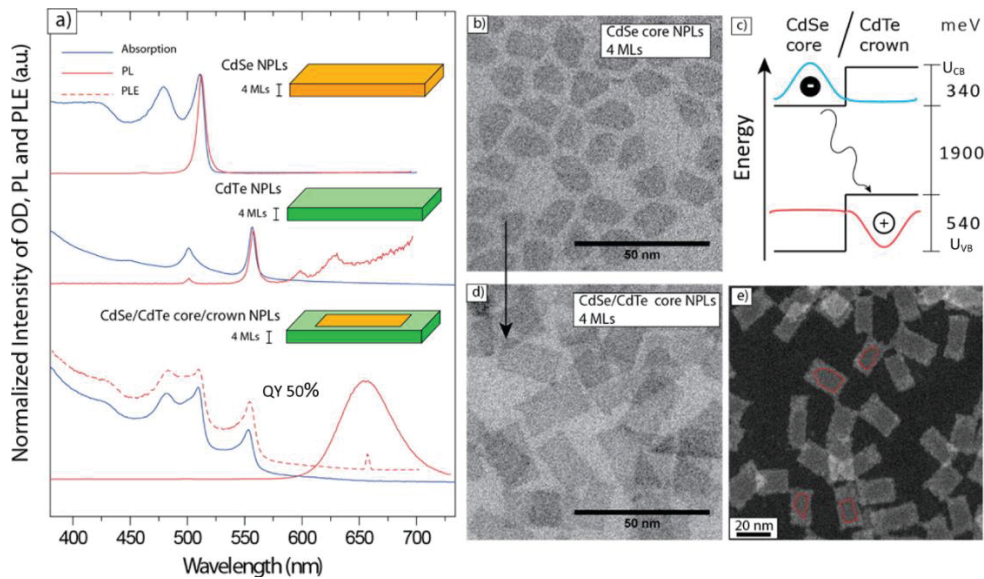 a)
Absorption
PL
PLE
CdSe NPLs
4 MLs
CdTe NPLs
4 MLs
CdSe/CdTe core/crown NPLs
4 MLs
QY 50%
Normalized Intensity of OD, PL and PLE (a.u.)
400 450 500 550 600 650 700
Wavelength (nm)
b)
CdSe core NPLs
4 MLs
50 nm
c)
CdSe / CdTe meV
core crown
Energy
-
+
UCB
340
1900
540
UVB
d)
CdSe/CdTe core NPLs
4 MLs
50 nm
e)
20 nm